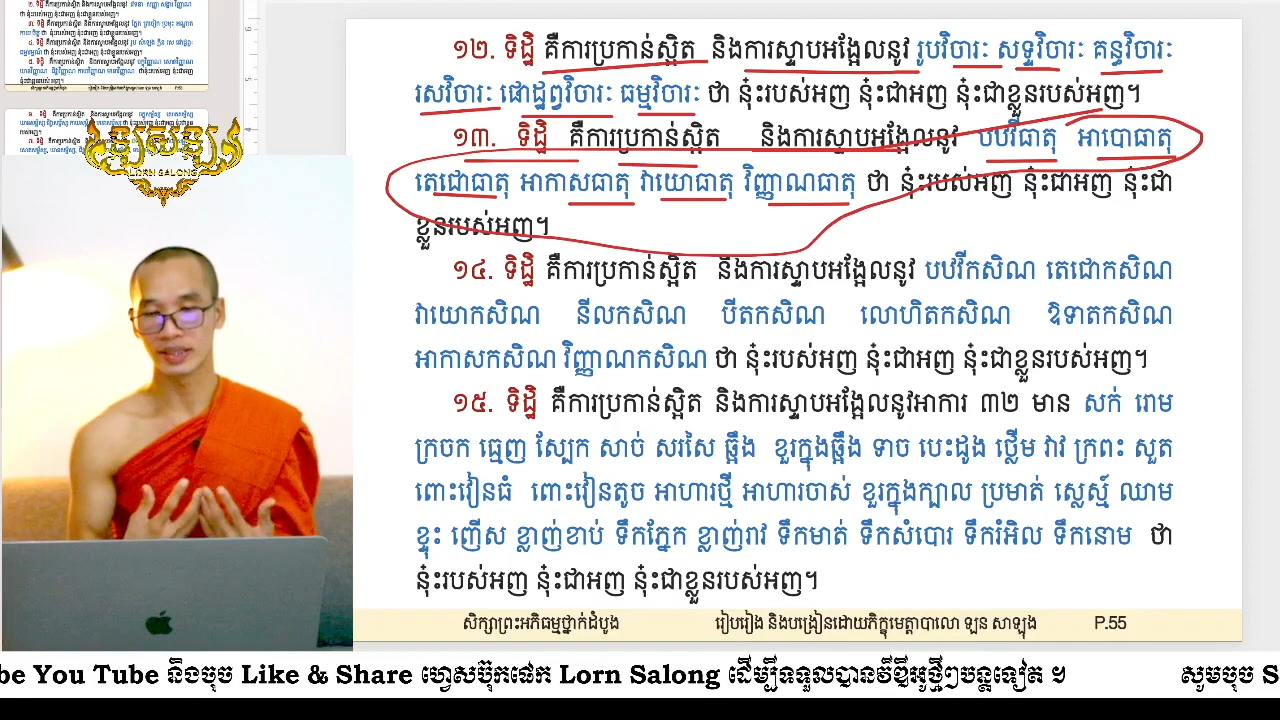 ១២. ទិដ្ឋិ គឺការប្រកាន់ស្អិត និងការស្ទាបអង្អែលនូវ រូបវិចារៈ សទ្ទវិចារៈ គន្ធវិចារៈ
រសវិចារៈ ផោដ្ឋព្វវិចារៈ ធម្មវិចារៈ ថា នុ៎ះរបស់អញ នុ៎ះជាអញ នុ៎ះជាខ្លួនរបស់អញ។
១៣. ទិដ្ឋិ គឺការប្រកាន់ស្អិត និងការស្ទាបអង្អែលនូវ បឋវីធាតុ អាបោធាតុ
តេជោធាតុ អាកាសធាតុ វាយោធាតុ វិញ្ញាណធាតុ ថា នុ៎ះរបស់អញ នុ៎ះជាអញ នុ៎ះជា
ខ្លួនរបស់អញ។
១៤. ទិដ្ឋិ គឺការប្រកាន់ស្អិត និងការស្ទាបអង្អែលនូវ បឋវីកសិណ តេជោកសិណ
វាយោកសិណ នីលកសិណ បីតកសិណ លោហិតកសិណ ឱទាតកសិណ
អាកាសកសិណ វិញ្ញាណកសិណ ថា នុ៎ះរបស់អញ នុ៎ះជាអញ នុ៎ះជាខ្លួនរបស់អញ។
១៥. ទិដ្ឋិ គឺការប្រកាន់ស្អិត និងការស្ទាបអង្អែលនូវអាការ ៣២ មាន សក់ រោម
ក្រចក ធ្មេញ ស្បែក សាច់ សរសៃ ឆ្អឹង ខួរក្នុងឆ្អឹង ទាច បេះដូង ថ្លើម វាវ ក្រពះ សួត
ពោះវៀនធំ ពោះវៀនតូច អាហារថ្មី អាហារចាស់ ខួរក្នុងក្បាល ប្រមាត់ ស្លេស្ម៍ ឈាម
ខ្ទុះ ញើស ខ្លាញ់ខាប់ ទឹកភ្នែក ខ្លាញ់រាវ ទឹកមាត់ ទឹកសំបោរ ទឹករំអិល ទឹកនោម ថា
នុ៎ះរបស់អញ នុ៎ះជាអញ នុ៎ះជាខ្លួនរបស់អញ។
សិក្សាព្រះអភិធម្មថ្នាក់ដំបូង រៀបរៀង និងបង្រៀនដោយភិក្ខុមេត្តាបាលោ ឡន សាឡុង P.55
LORN SALONG
be You Tube និងចុច Like & Share ហ្វេសប៊ុកផេក Lorn Salong ដើម្បីទទួលបានវីឌីអូថ្មីៗបន្តទៀត ។ សូមចុច S